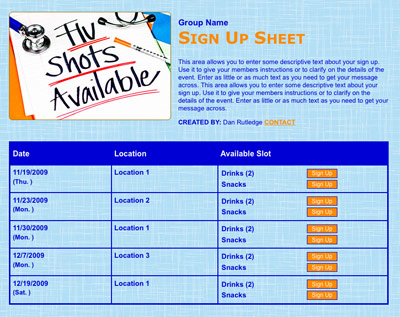 Flu
Shots
Available
Group Name
SIGN UP SHEET
This area allows you to enter some descriptive text about your sign up.
Use it to give your members instructions or to clarify on the details of the
event. Enter as little or as much text as you need to get your message
across. This area allows you to enter some descriptive text about your
sign up. Use it to give your members instructions or to clarify on the
details of the event. Enter as little or as much text as you need to get your
message across.
CREATED BY: Dan Rutledge CONTACT
Date Location Available Slot
11/19/2009 Location 1 Drinks (2) Sign Up
(Thu. ) Snacks Sign Up
11/23/2009 Location 2 Drinks (2) Sign Up
(Mon. ) Snacks Sign Up
11/30/2009 Location 1 Drinks (2) Sign Up
(Mon. ) Snacks Sign Up
12/7/2009 Location 3 Drinks (2) Sign Up
(Mon. ) Snacks Sign Up
12/19/2009 Location 1 Drinks (2) Sign Up
(Sat. ) Snacks Sign Up